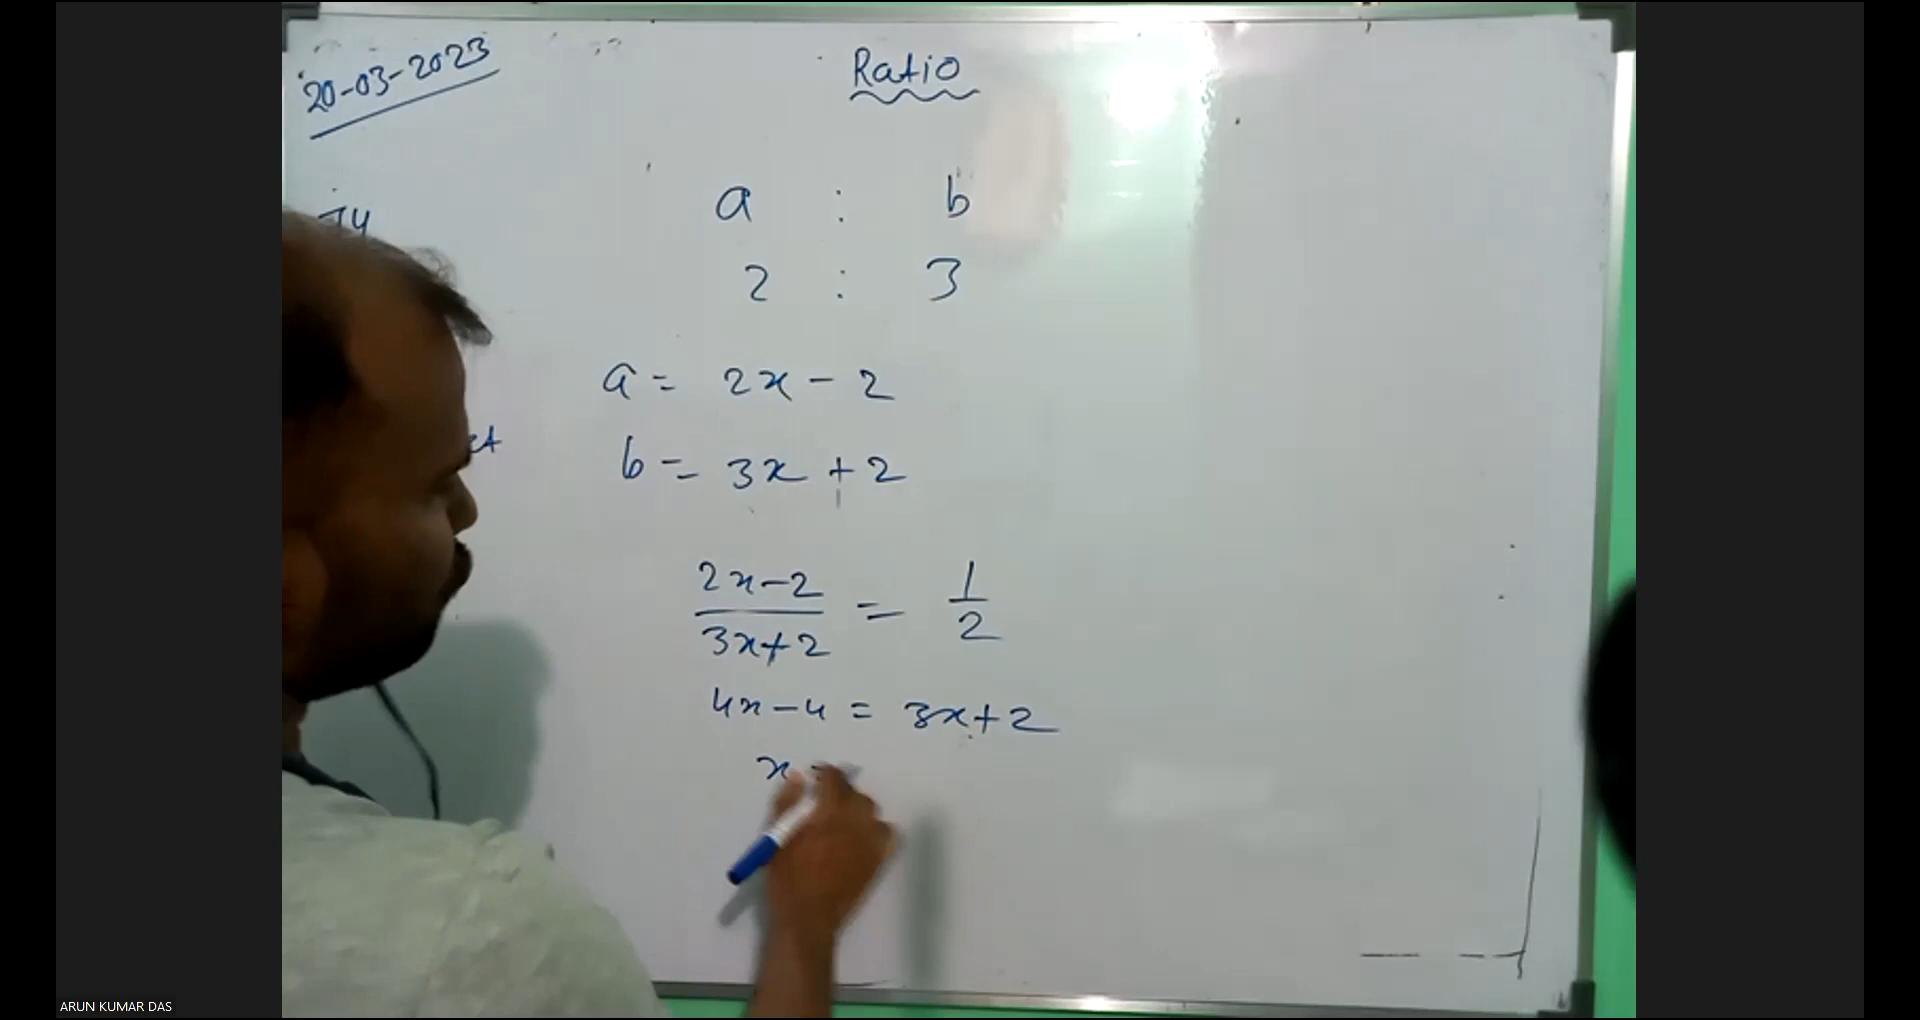 20-03-2023
Ratio
a : b
2 : 3
a = 2x - 2
b = 3x + 2
2x-2
3x+2
=
1
2
4x-4 = 3x+2
x =
ARUN KUMAR DAS